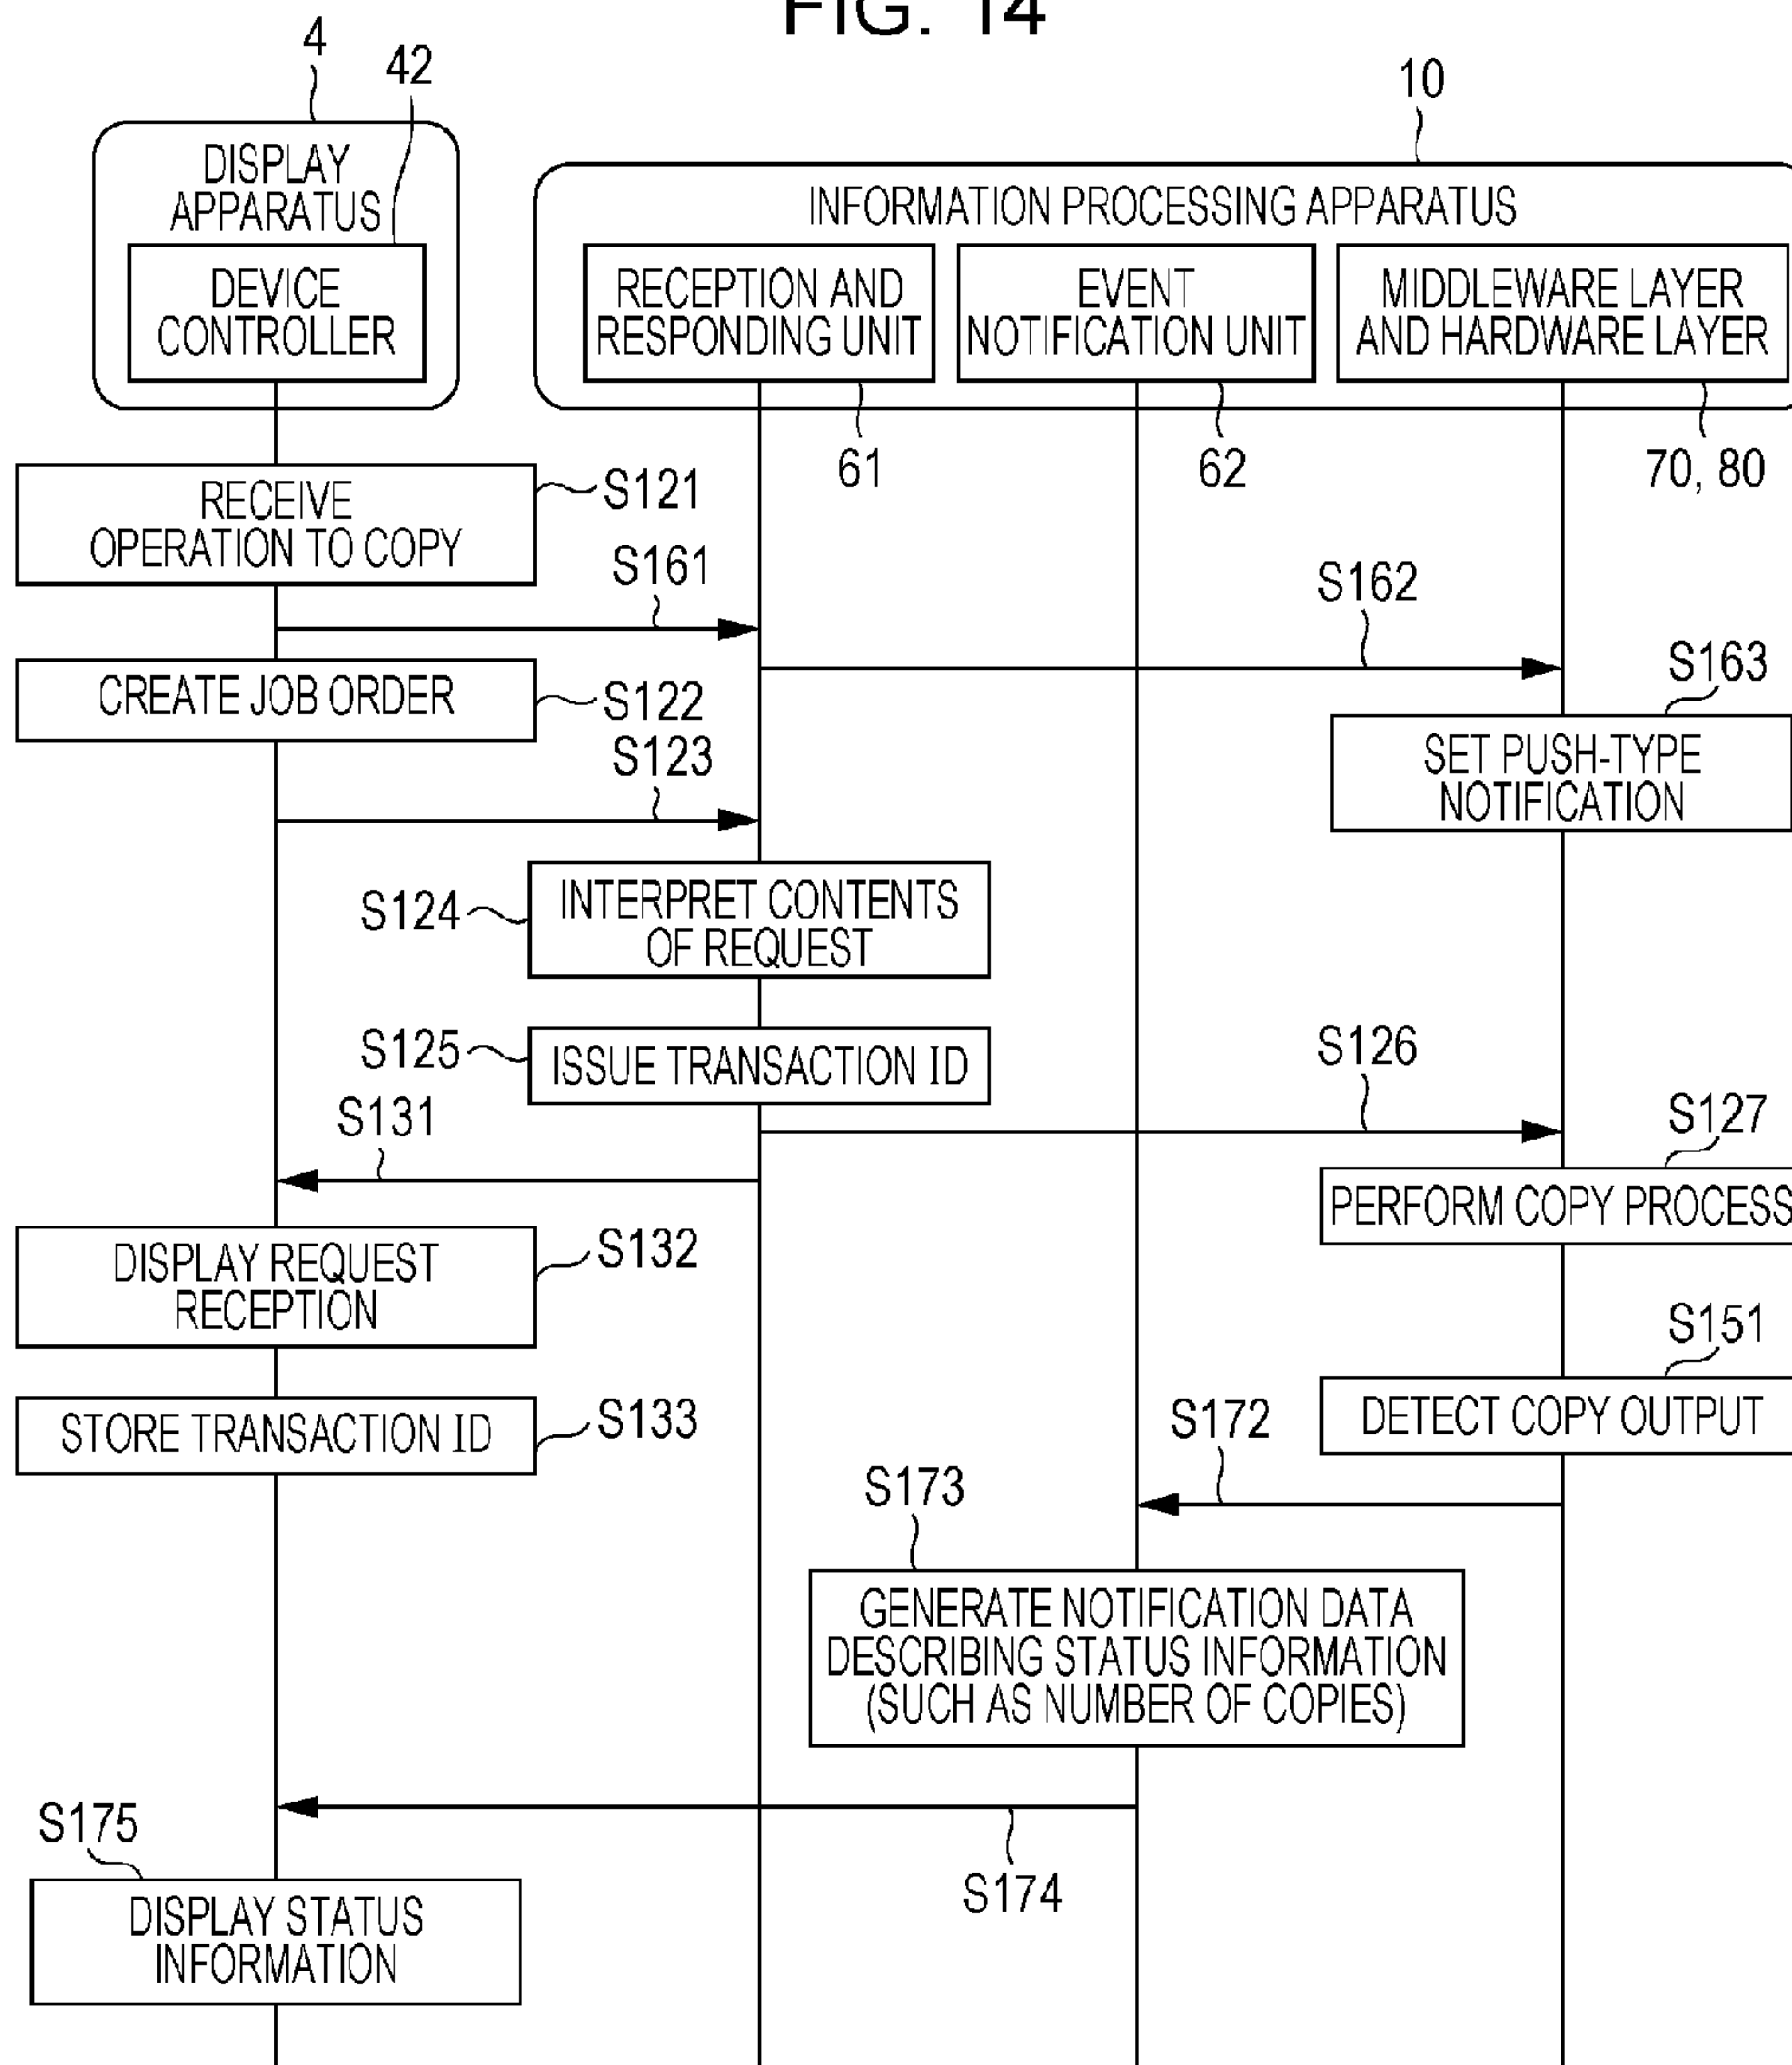 FIG. 14
4
42
10
DISPLAY
APPARATUS
INFORMATION PROCESSING APPARATUS
DEVICE
CONTROLLER
RECEPTION AND
RESPONDING UNIT
EVENT
NOTIFICATION UNIT
MIDDLEWARE LAYER
AND HARDWARE LAYER
61
62
70, 80
RECEIVE
OPERATION TO COPY
S121
S161
S162
S163
CREATE JOB ORDER
S122
SET PUSH-TYPE
NOTIFICATION
S123
S124
INTERPRET CONTENTS
OF REQUEST
S125
ISSUE TRANSACTION ID
S126
S131
S127
PERFORM COPY PROCESS
DISPLAY REQUEST
RECEPTION
S132
S151
STORE TRANSACTION ID
S133
S172
DETECT COPY OUTPUT
S173
GENERATE NOTIFICATION DATA
DESCRIBING STATUS INFORMATION
(SUCH AS NUMBER OF COPIES)
S175
S174
DISPLAY STATUS
INFORMATION